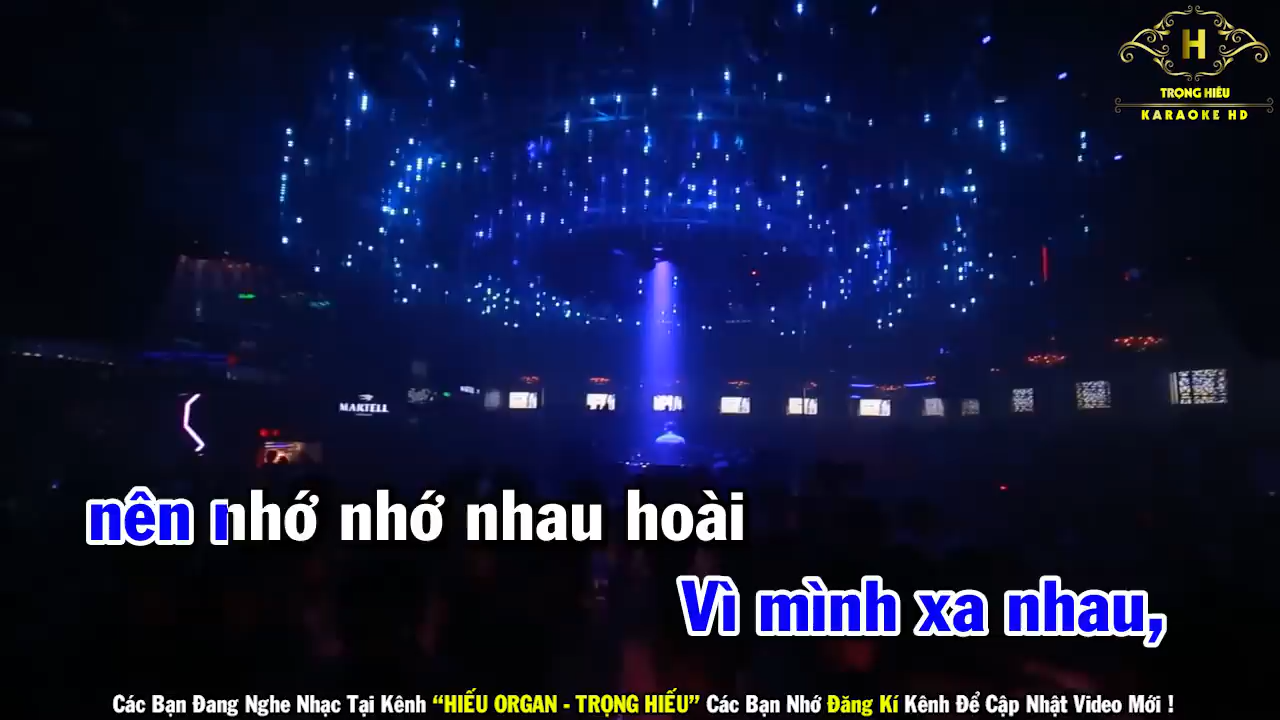 H
TRỌNG HIẾU
KARAOKE HD
MARTELL
nên nhớ nhớ nhau hoài
Vì mình xa nhau,
Các Bạn Đang Nghe Nhạc Tại Kênh “HIẾU ORGAN - TRỌNG HIẾU” Các Bạn Nhớ Đăng Kí Kênh Để Cập Nhật Video Mới !